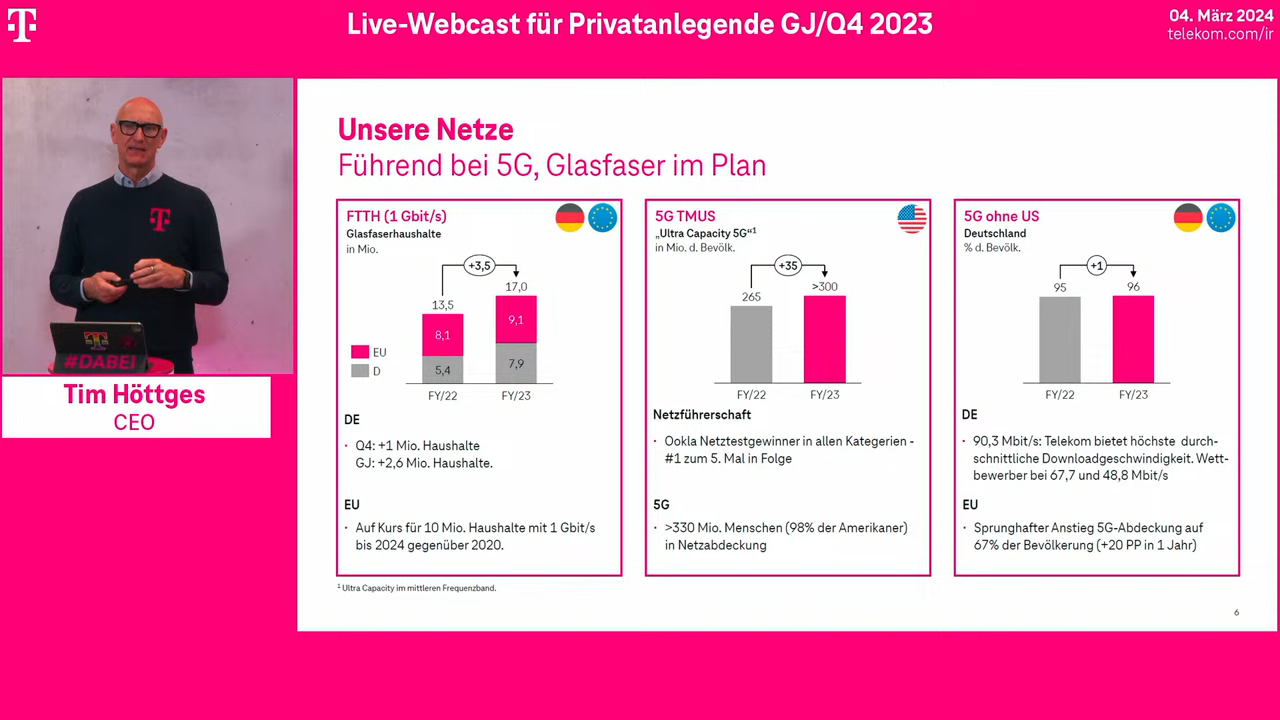 T
Live-Webcast für Privatanlegende GJ/Q4 2023
04. März 2024
telekom.com/ir
T
T
#DABEI
Tim Höttges
CEO
Unsere Netze
Führend bei 5G, Glasfaser im Plan
FTTH (1 Gbit/s)
Glasfaserhaushalte
in Mio.
+3,5
13,5
17,0
8,1
9,1
5,4
7,9
EU
D
FY/22
FY/23
DE
· Q4: +1 Mio. Haushalte
GJ: +2,6 Mio. Haushalte.
EU
· Auf Kurs für 10 Mio. Haushalte mit 1 Gbit/s
bis 2024 gegenüber 2020.
5G TMUS
„Ultra Capacity 5G“¹
in Mio. d. Bevölk.
+35
265
>300
FY/22
FY/23
Netzführerschaft
· Ookla Netztestgewinner in allen Kategorien -
#1 zum 5. Mal in Folge
5G
· >330 Mio. Menschen (98% der Amerikaner)
in Netzabdeckung
5G ohne US
Deutschland
% d. Bevölk.
+1
95
96
FY/22
FY/23
DE
· 90,3 Mbit/s: Telekom bietet höchste durch-
schnittliche Downloadgeschwindigkeit. Wett-
bewerber bei 67,7 und 48,8 Mbit/s
EU
· Sprunghafter Anstieg 5G-Abdeckung auf
67% der Bevölkerung (+20 PP in 1 Jahr)
¹ Ultra Capacity im mittleren Frequenzband.
6